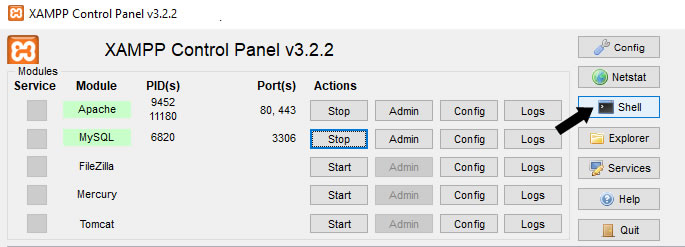 XAMPP Control Panel v3.2.2
XAMPP Control Panel v3.2.2
Config
Modules
Service Module PID(s) Port(s) Actions
Netstat
Apache 9452 11180 80, 443 Stop Admin Config Logs
Shell
MySQL 6820 3306 Stop Admin Config Logs
Explorer
FileZilla Start Admin Config Logs
Services
Mercury Start Admin Config Logs
Help
Tomcat Start Admin Config Logs
Quit